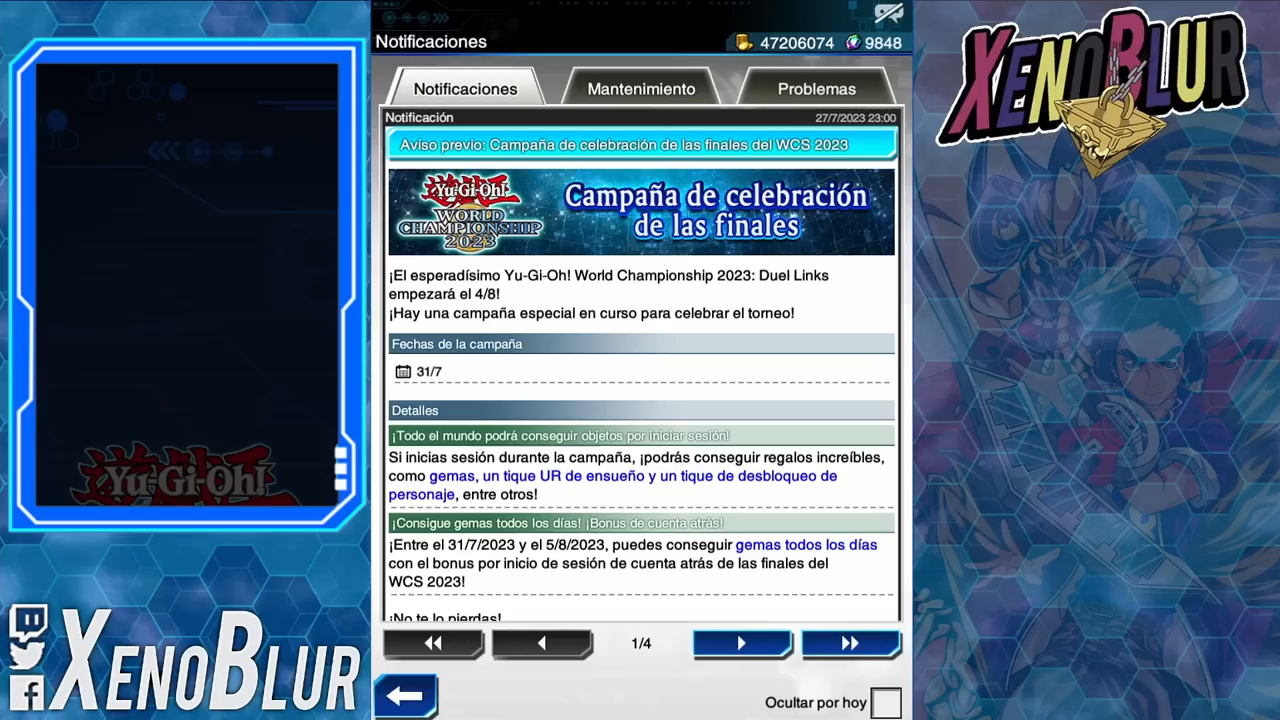 Notificaciones
47206074
9848
Notificaciones
Mantenimiento
Problemas
Notificación
27/7/2023 23:00
Aviso previo: Campaña de celebración de las finales del WCS 2023
Yu-Gi-Oh!
WORLD
CHAMPIONSHIP
2023
Campaña de celebración
de las finales
¡El esperadísimo Yu-Gi-Oh! World Championship 2023: Duel Links
empezará el 4/8!
¡Hay una campaña especial en curso para celebrar el torneo!
Fechas de la campaña
31/7
Detalles
¡Todo el mundo podrá conseguir objetos por iniciar sesión!
Si inicias sesión durante la campaña, ¡podrás conseguir regalos increíbles,
como gemas, un tique UR de ensueño y un tique de desbloqueo de
personaje, entre otros!
¡Consigue gemas todos los días! ¡Bonus de cuenta atrás!
¡Entre el 31/7/2023 y el 5/8/2023, puedes conseguir gemas todos los días
con el bonus por inicio de sesión de cuenta atrás de las finales del
WCS 2023!
¡No te lo pierdas!
1/4
Ocultar por hoy
XENOBLUR
Yu-Gi-Oh!
XENOBLUR